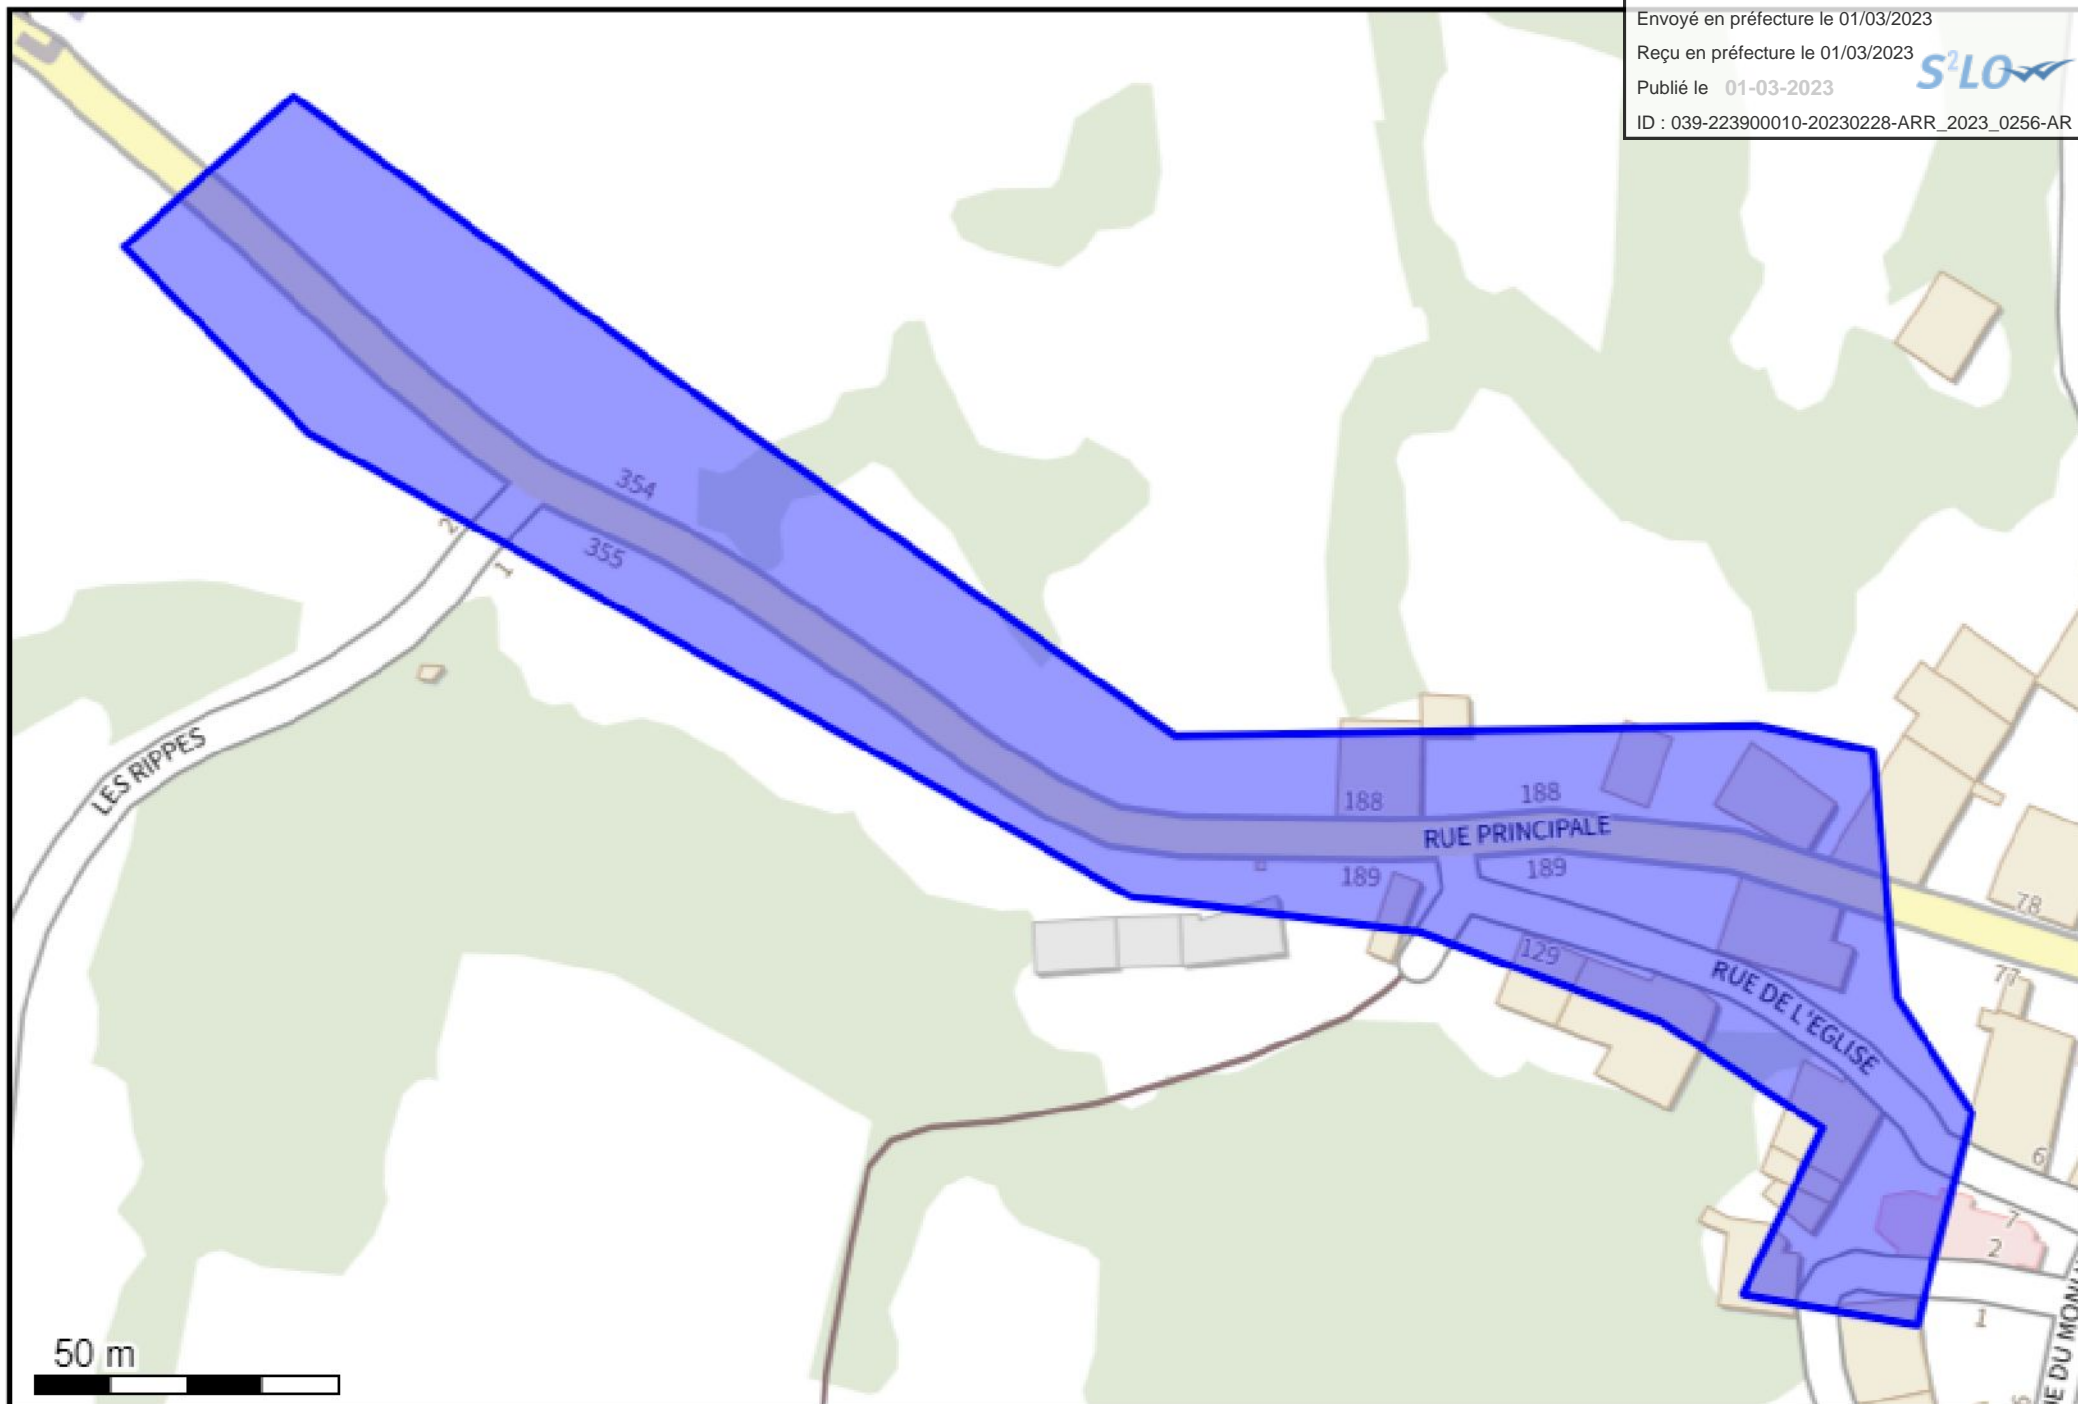 Envoyé en préfecture le 01/03/2023
Reçu en préfecture le 01/03/2023
S²LO
Publié le 01-03-2023
ID : 039-223900010-20230228-ARR_2023_0256-AR
354
2
355
1
LES RIPPES
188
188
RUE PRINCIPALE
189
189
78
129
77
RUE DE L'EGLISE
6
7
2
1
50 m